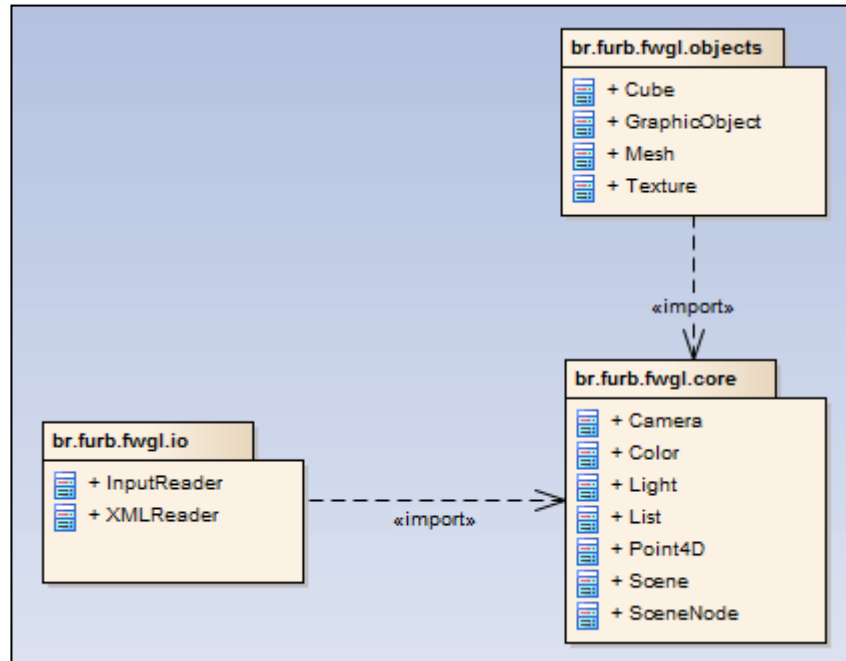 br.furb.fwgl.objects
+ Cube
+ GraphicObject
+ Mesh
+ Texture
«import»
br.furb.fwgl.core
+ Camera
+ Color
+ Light
+ List
+ Point4D
+ Scene
+ SceneNode
br.furb.fwgl.io
+ InputReader
+ XMLReader
«import»